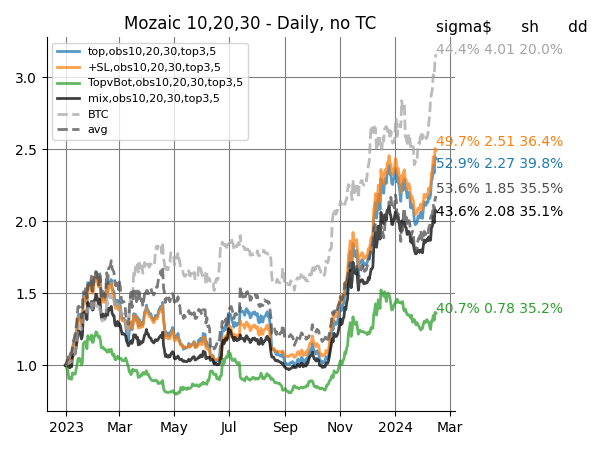 Mozaic 10,20,30 - Daily, no TC
sigma$ sh dd
top,obs10,20,30,top3,5
+SL,obs10,20,30,top3,5
TopvBot,obs10,20,30,top3,5
mix,obs10,20,30,top3,5
BTC
avg
44.4% 4.01 20.0%
49.7% 2.51 36.4%
52.9% 2.27 39.8%
53.6% 1.85 35.5%
43.6% 2.08 35.1%
40.7% 0.78 35.2%
3.0
2.5
2.0
1.5
1.0
2023 Mar May Jul Sep Nov 2024 Mar